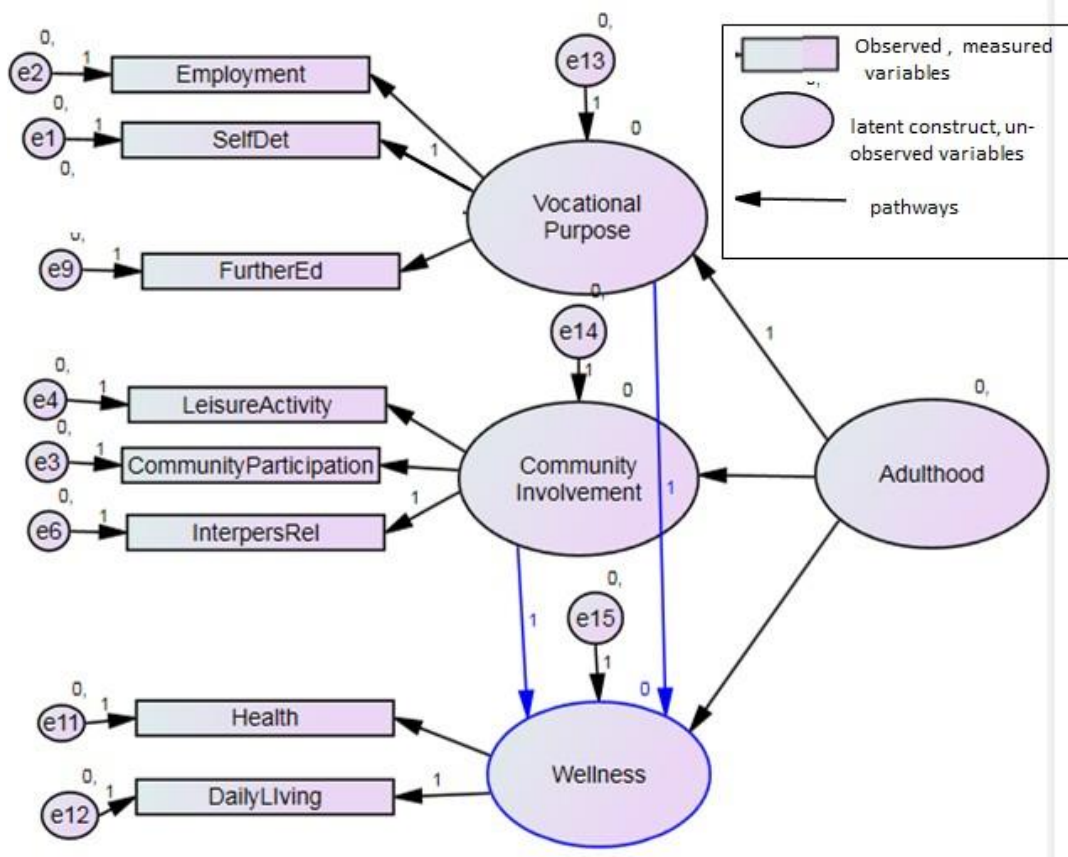 0,
e2
1
Employment
0,
e1
1
SelfDet
0,
0,
e13
1
0
1
Vocational
Purpose
e9
1
FurtherEd
0,
e14
1
0
0,
e4
1
LeisureActivity
0,
e3
1
CommunityParticipation
0,
e6
1
InterpersRel
1
Community
Involvement
1
1
0,
Adulthood
1
0,
e15
1
0
0,
e11
1
Health
0,
e12
1
DailyLIving
1
Wellness
Observed , measured
variables
latent construct, un-
observed variables
pathways